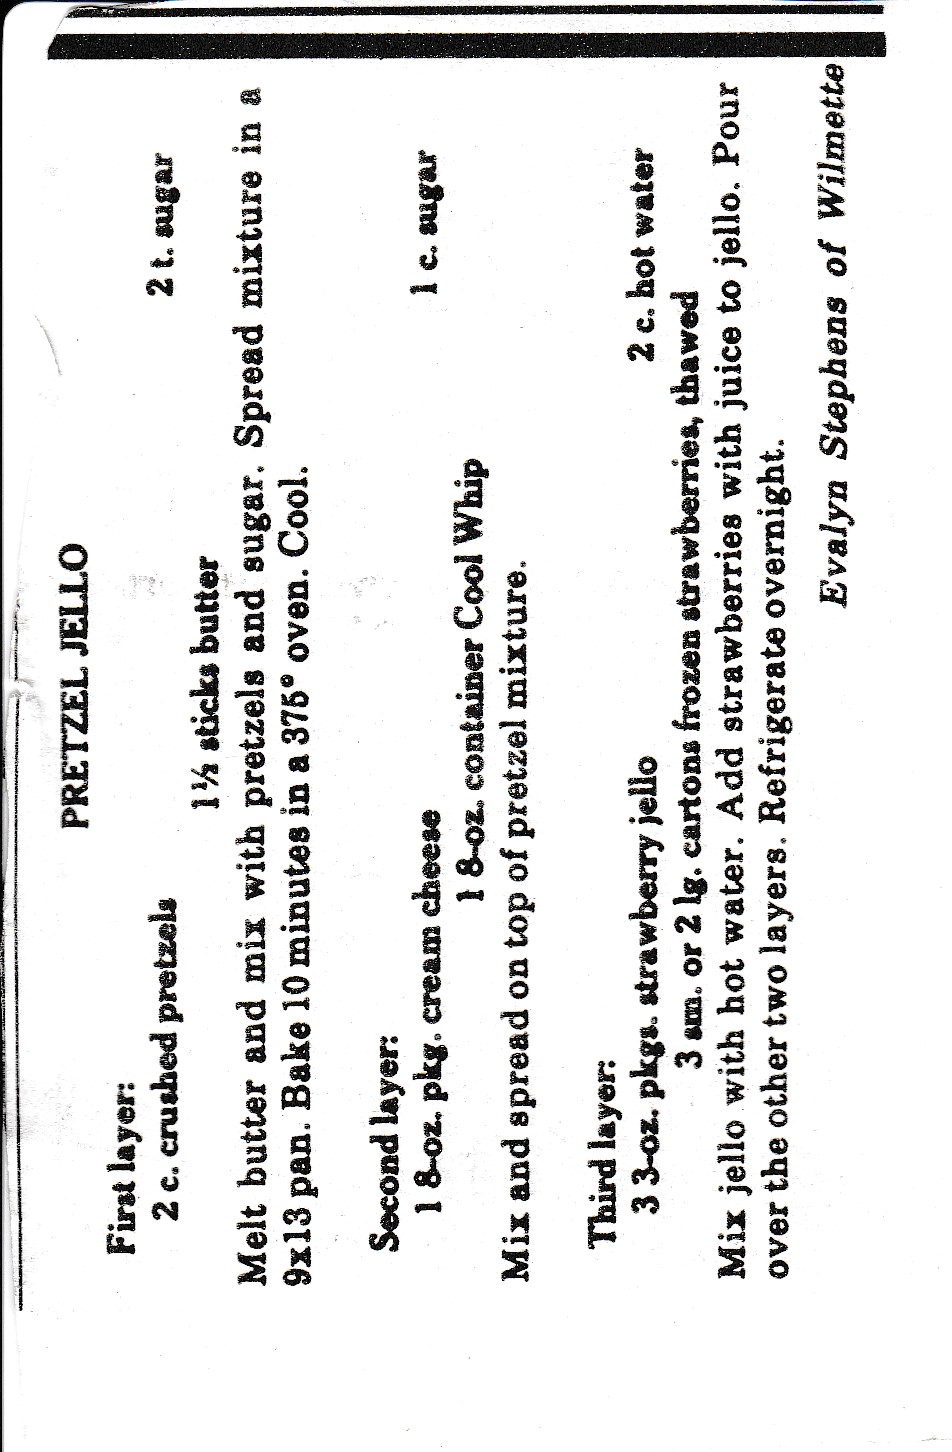 PRETZEL JELLO
First layer:
2 c. crushed pretzels 2 t. sugar
1½ sticks butter
Melt butter and mix with pretzels and sugar. Spread mixture in a
9x13 pan. Bake 10 minutes in a 375° oven. Cool.
Second layer:
1 8-oz. pkg. cream cheese 1 c. sugar
1 8-oz. container Cool Whip
Mix and spread on top of pretzel mixture.
Third layer:
3 3-oz. pkgs. strawberry jello 2 c. hot water
3 sm. or 2 lg. cartons frozen strawberries, thawed
Mix jello with hot water. Add strawberries with juice to jello. Pour
over the other two layers. Refrigerate overnight.
Evalyn Stephens of Wilmette